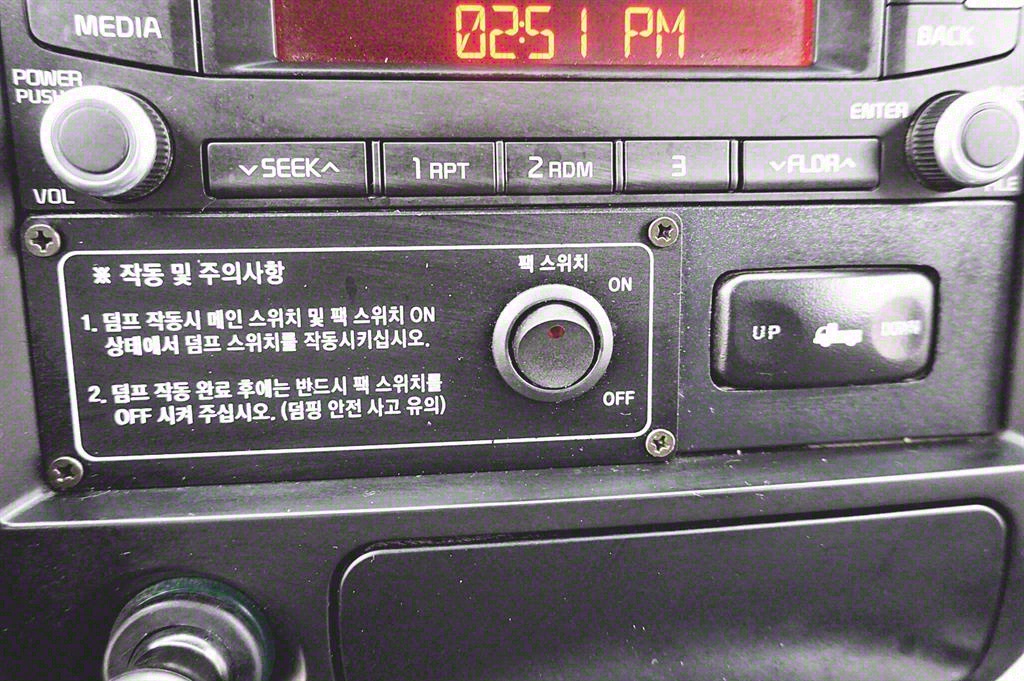 02:51 PM
MEDIA
BACK
POWER
PUSH
ENTER
VOL
SEEK
1 RPT
2 RDM
3
FLDR
FILE
※ 작동 및 주의사항
1. 덤프 작동시 메인 스위치 및 팩 스위치 ON
상태에서 덤프 스위치를 작동시키십시오.
2. 덤프 작동 완료 후에는 반드시 팩 스위치를
OFF 시켜 주십시오. (덤핑 안전 사고 유의)
팩 스위치
ON
OFF
UP
DOWN